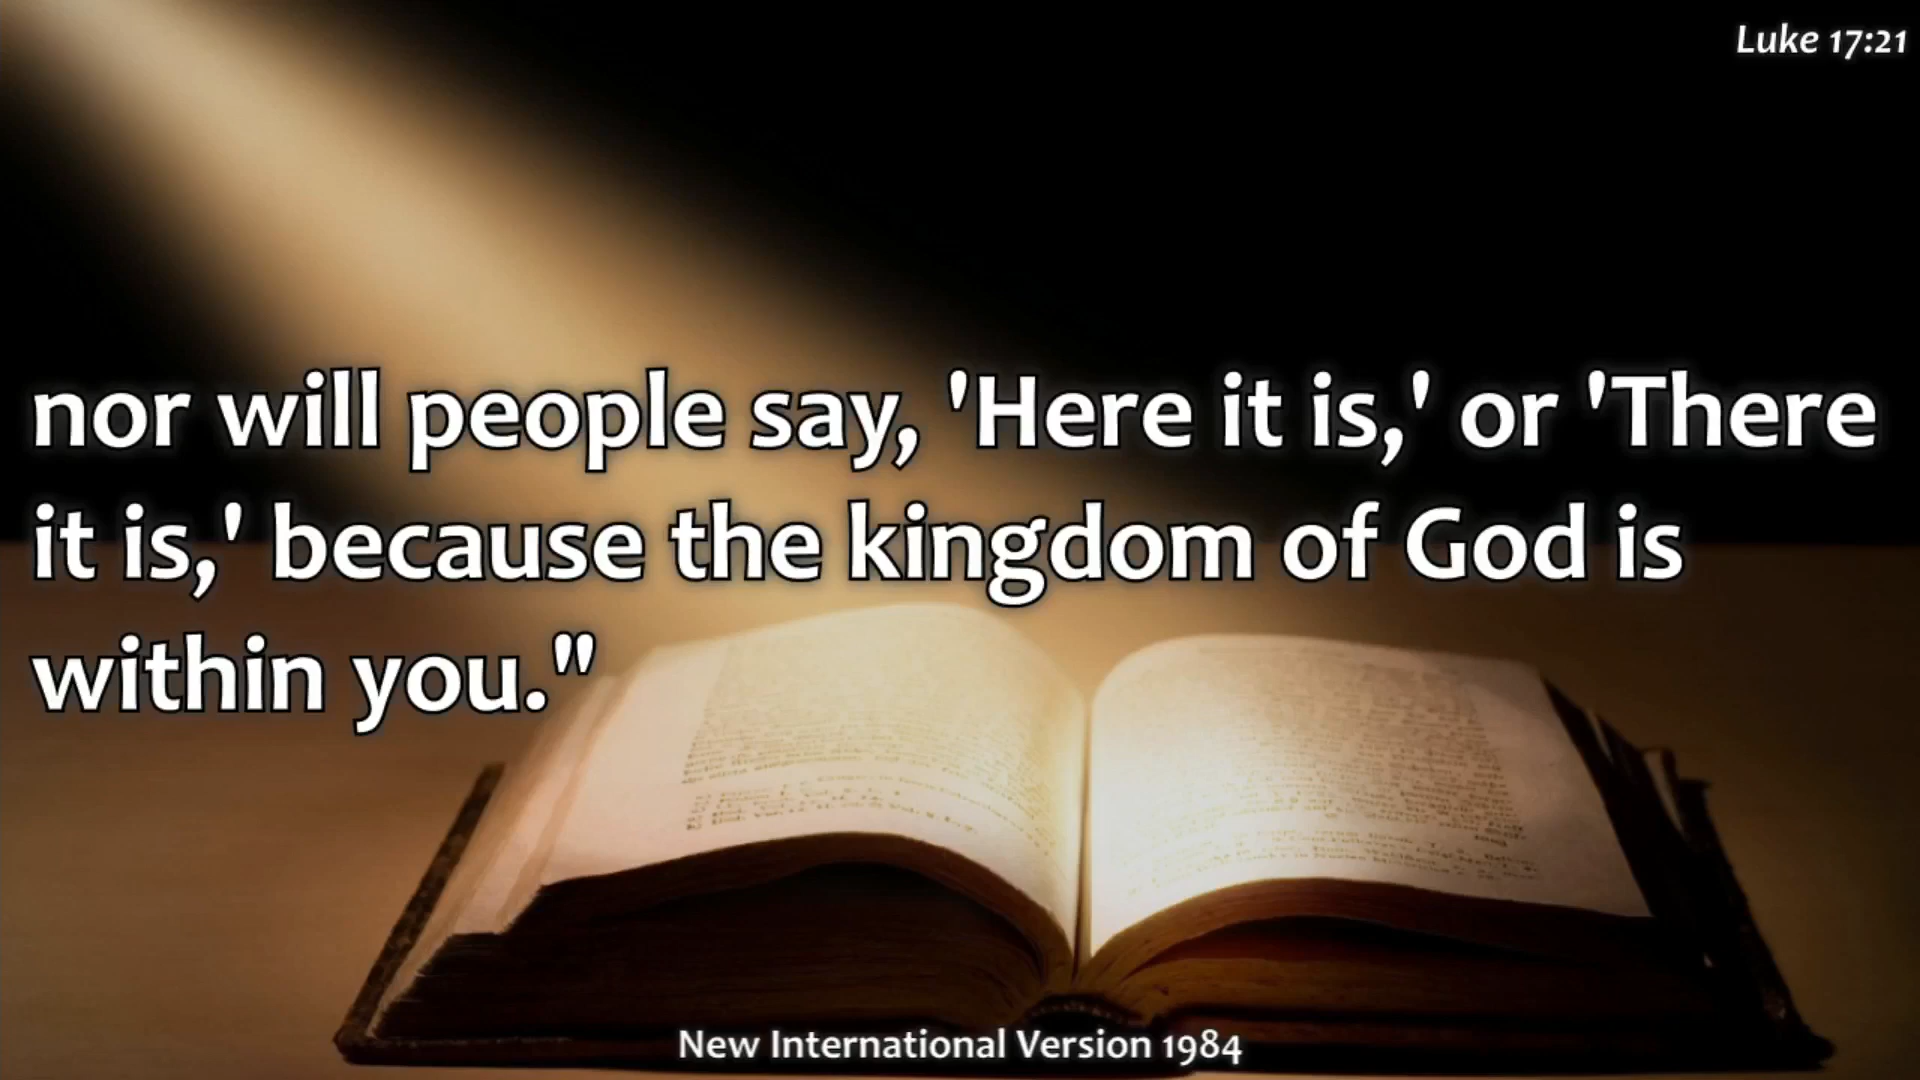 Luke 17:21
nor will people say, 'Here it is,' or 'There
it is,' because the kingdom of God is
within you."
New International Version 1984